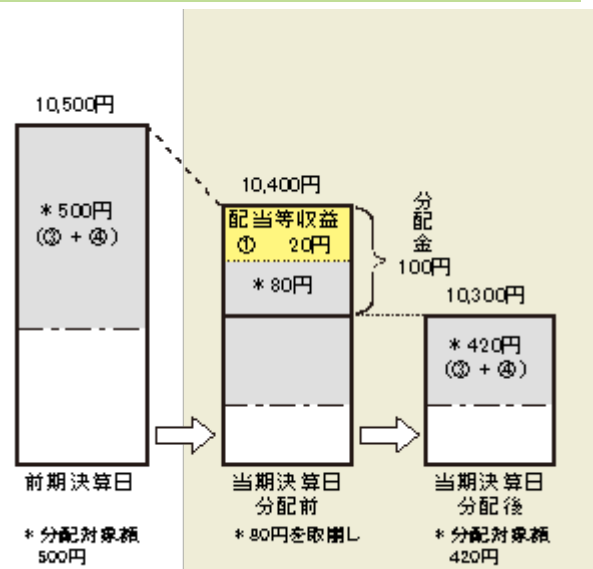 10,500円
＊500円
(③ + ④)
10,400円
配当等収益
① 20円
＊80円
分配金
100円
10,300円
＊420円
(③ + ④)
前期決算日
当期決算日
分配前
当期決算日
分配後
＊分配対象額
500円
＊80円を取崩し
＊分配対象額
420円